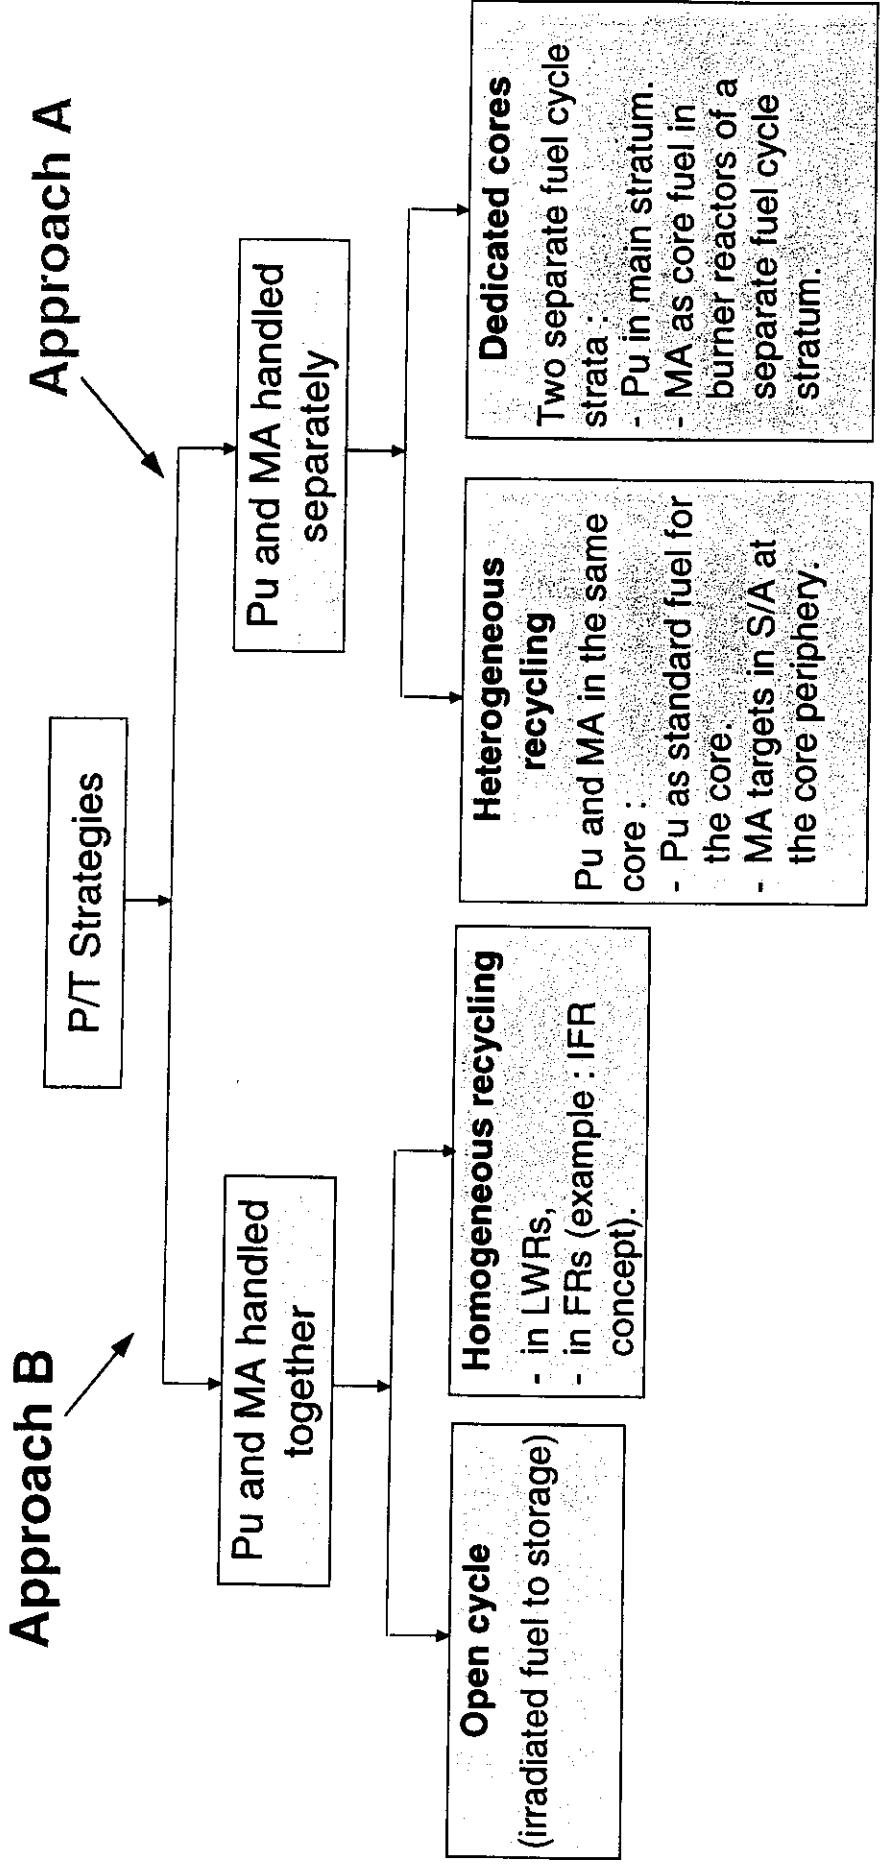 Approach B
Approach A
P/T Strategies
Pu and MA handled
together
Pu and MA handled
separately
Open cycle
(irradiated fuel to storage)
Homogeneous recycling
- in LWRs,
- in FRs (example : IFR
concept).
Heterogeneous
recycling
Pu and MA in the same
core :
- Pu as standard fuel for
the core.
- MA targets in S/A at
the core periphery.
Dedicated cores
Two separate fuel cycle
strata :
- Pu in main stratum.
- MA as core fuel in
burner reactors of a
separate fuel cycle
stratum.